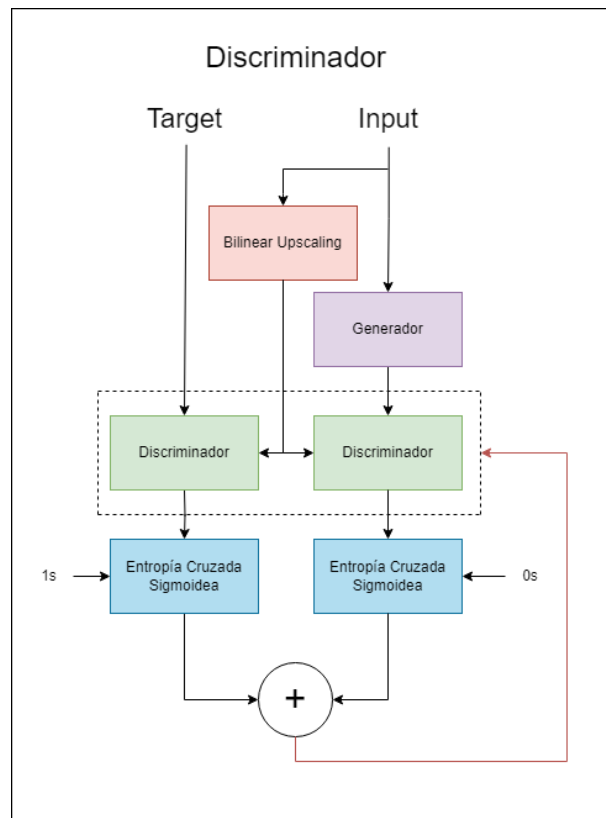 Discriminador
Target
Input
Bilinear Upscaling
Generador
Discriminador
Discriminador
1s
Entropía Cruzada
Sigmoidea
Entropía Cruzada
Sigmoidea
0s
+